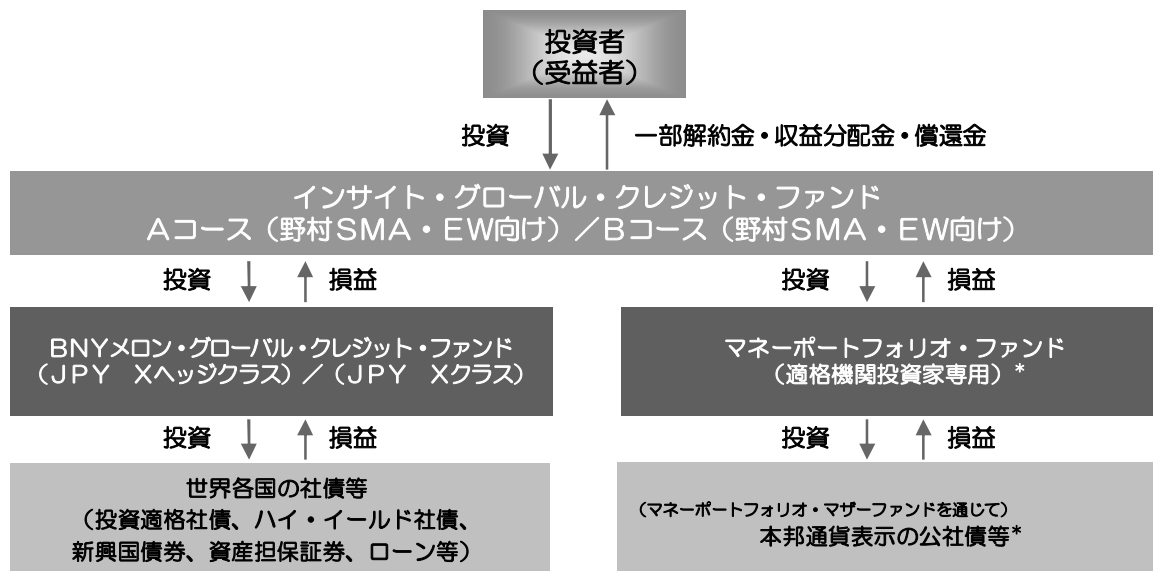 投資者
（受益者）
投資
一部解約金・収益分配金・償還金
インサイト・グローバル・クレジット・ファンド
Ａコース（野村ＳＭＡ・ＥＷ向け）／Ｂコース（野村ＳＭＡ・ＥＷ向け）
投資
損益
投資
損益
ＢＮＹメロン・グローバル・クレジット・ファンド
（ＪＰＹ　Ｘヘッジクラス）／（ＪＰＹ　Ｘクラス）
マネーポートフォリオ・ファンド
（適格機関投資家専用）*
投資
損益
投資
損益
世界各国の社債等
（投資適格社債、ハイ・イールド社債、
新興国債券、資産担保証券、ローン等）
（マネーポートフォリオ・マザーファンドを通じて）
本邦通貨表示の公社債等*